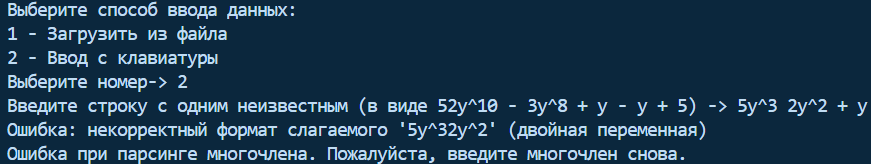 Выберите способ ввода данных:
1 - Загрузить из файла
2 - Ввод с клавиатуры
Выберите номер-> 2
Введите строку с одним неизвестным (в виде 52y^10 - 3y^8 + y - y + 5) -> 5y^3 2y^2 + y
Ошибка: некорректный формат слагаемого '5y^32y^2' (двойная переменная)
Ошибка при парсинге многочлена. Пожалуйста, введите многочлен снова.